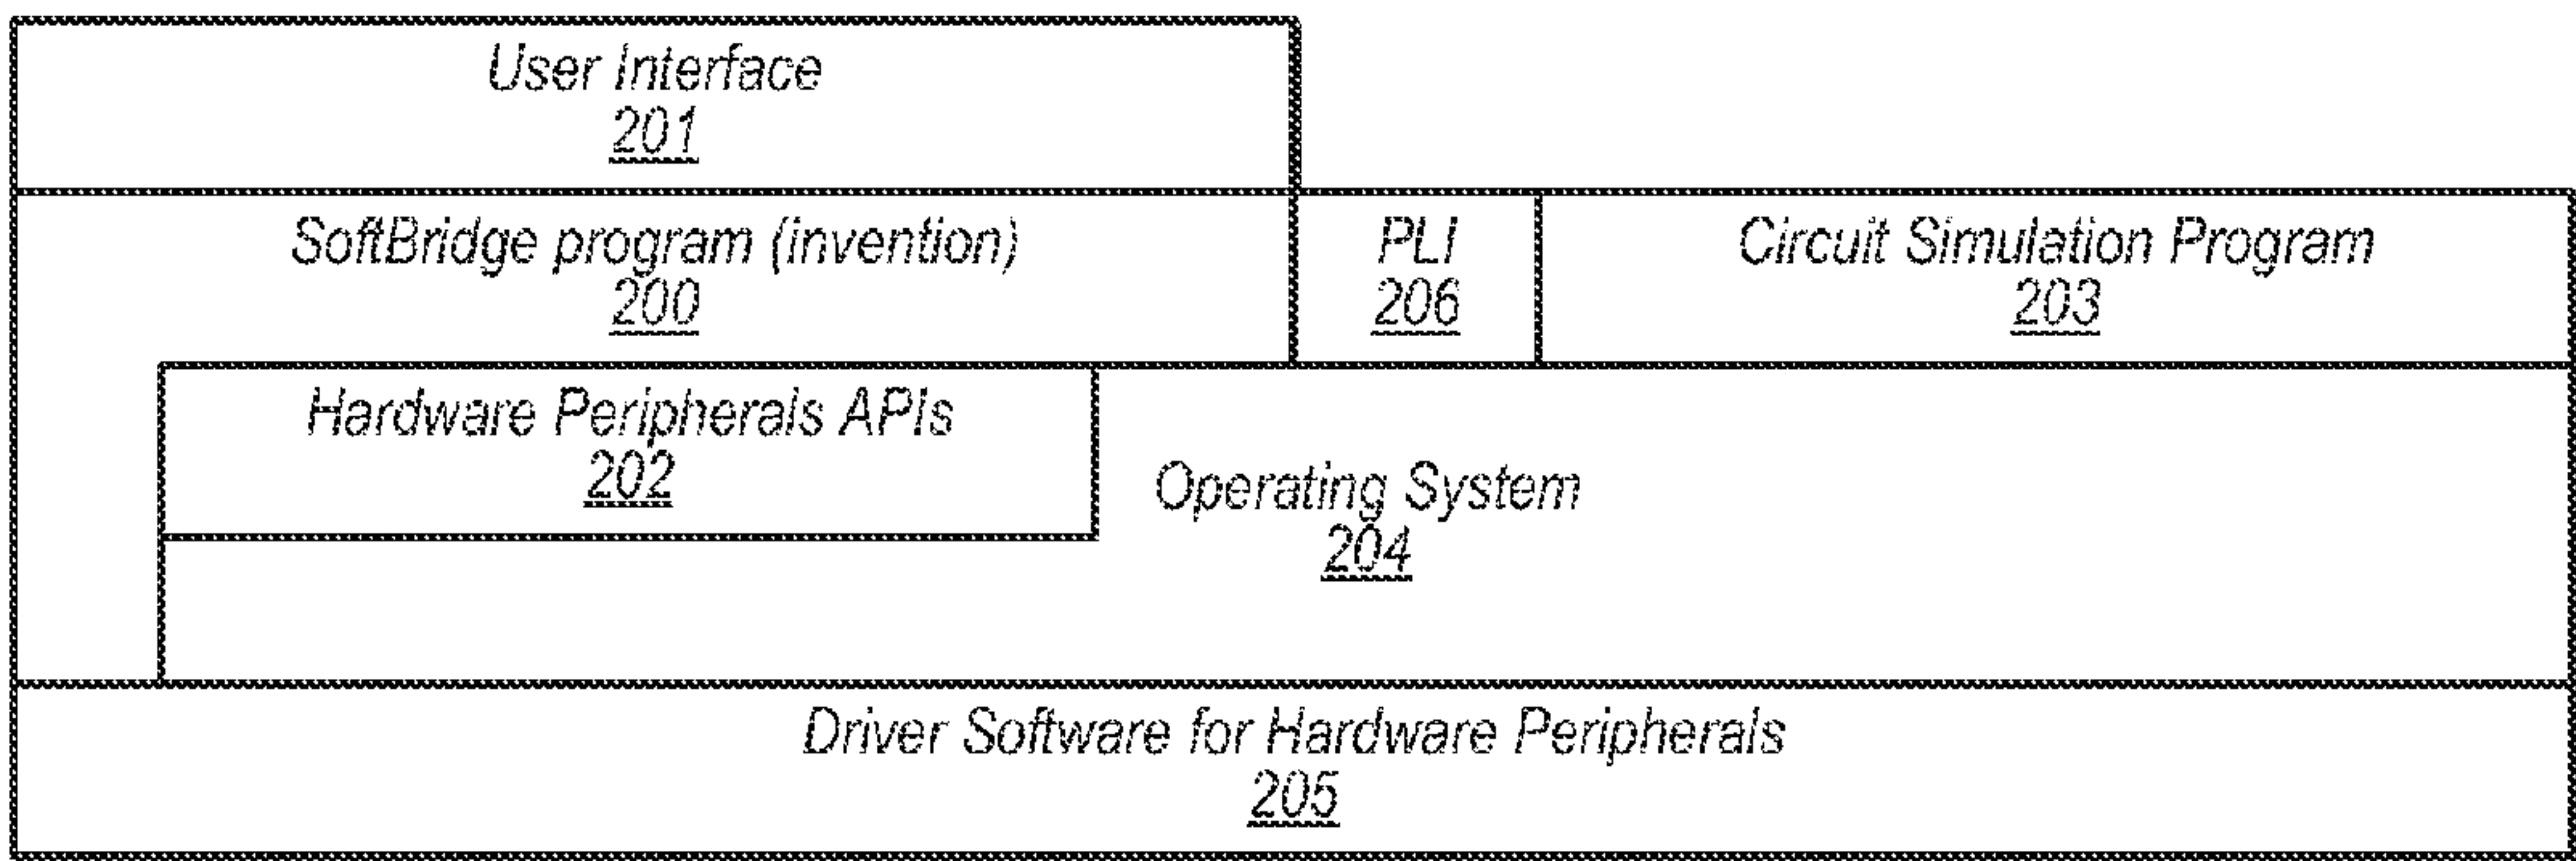 User Interface
201
SoftBridge program (invention)
200
PLI
206
Circuit Simulation Program
203
Hardware Peripherals APIs
202
Operating System
204
Driver Software for Hardware Peripherals
205